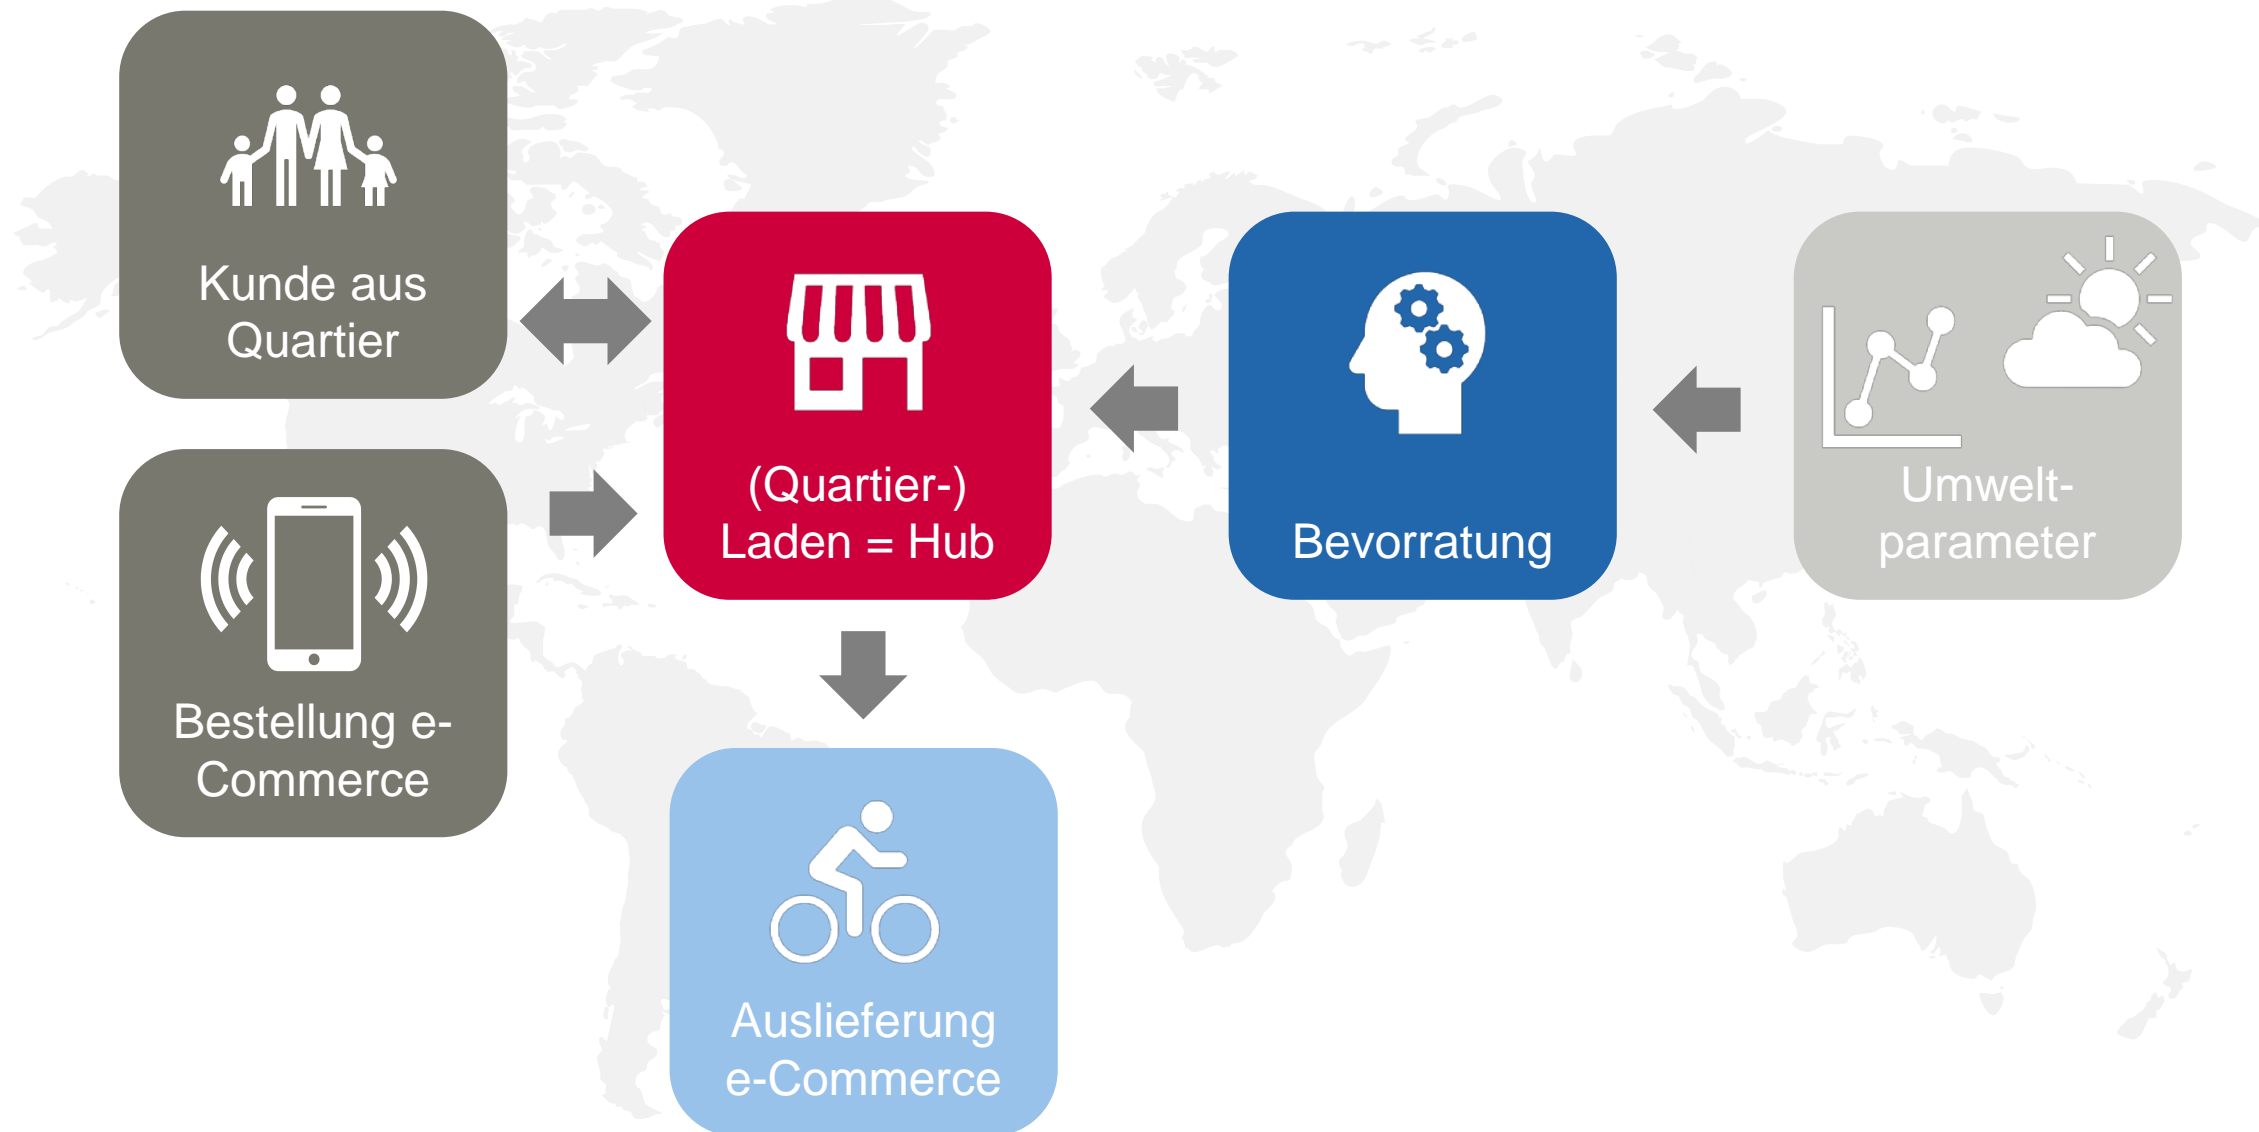 Kunde aus
Quartier
Bestellung e-
Commerce
(Quartier-)
Laden = Hub
Auslieferung
e-Commerce
Bevorratung
Umwelt-
parameter